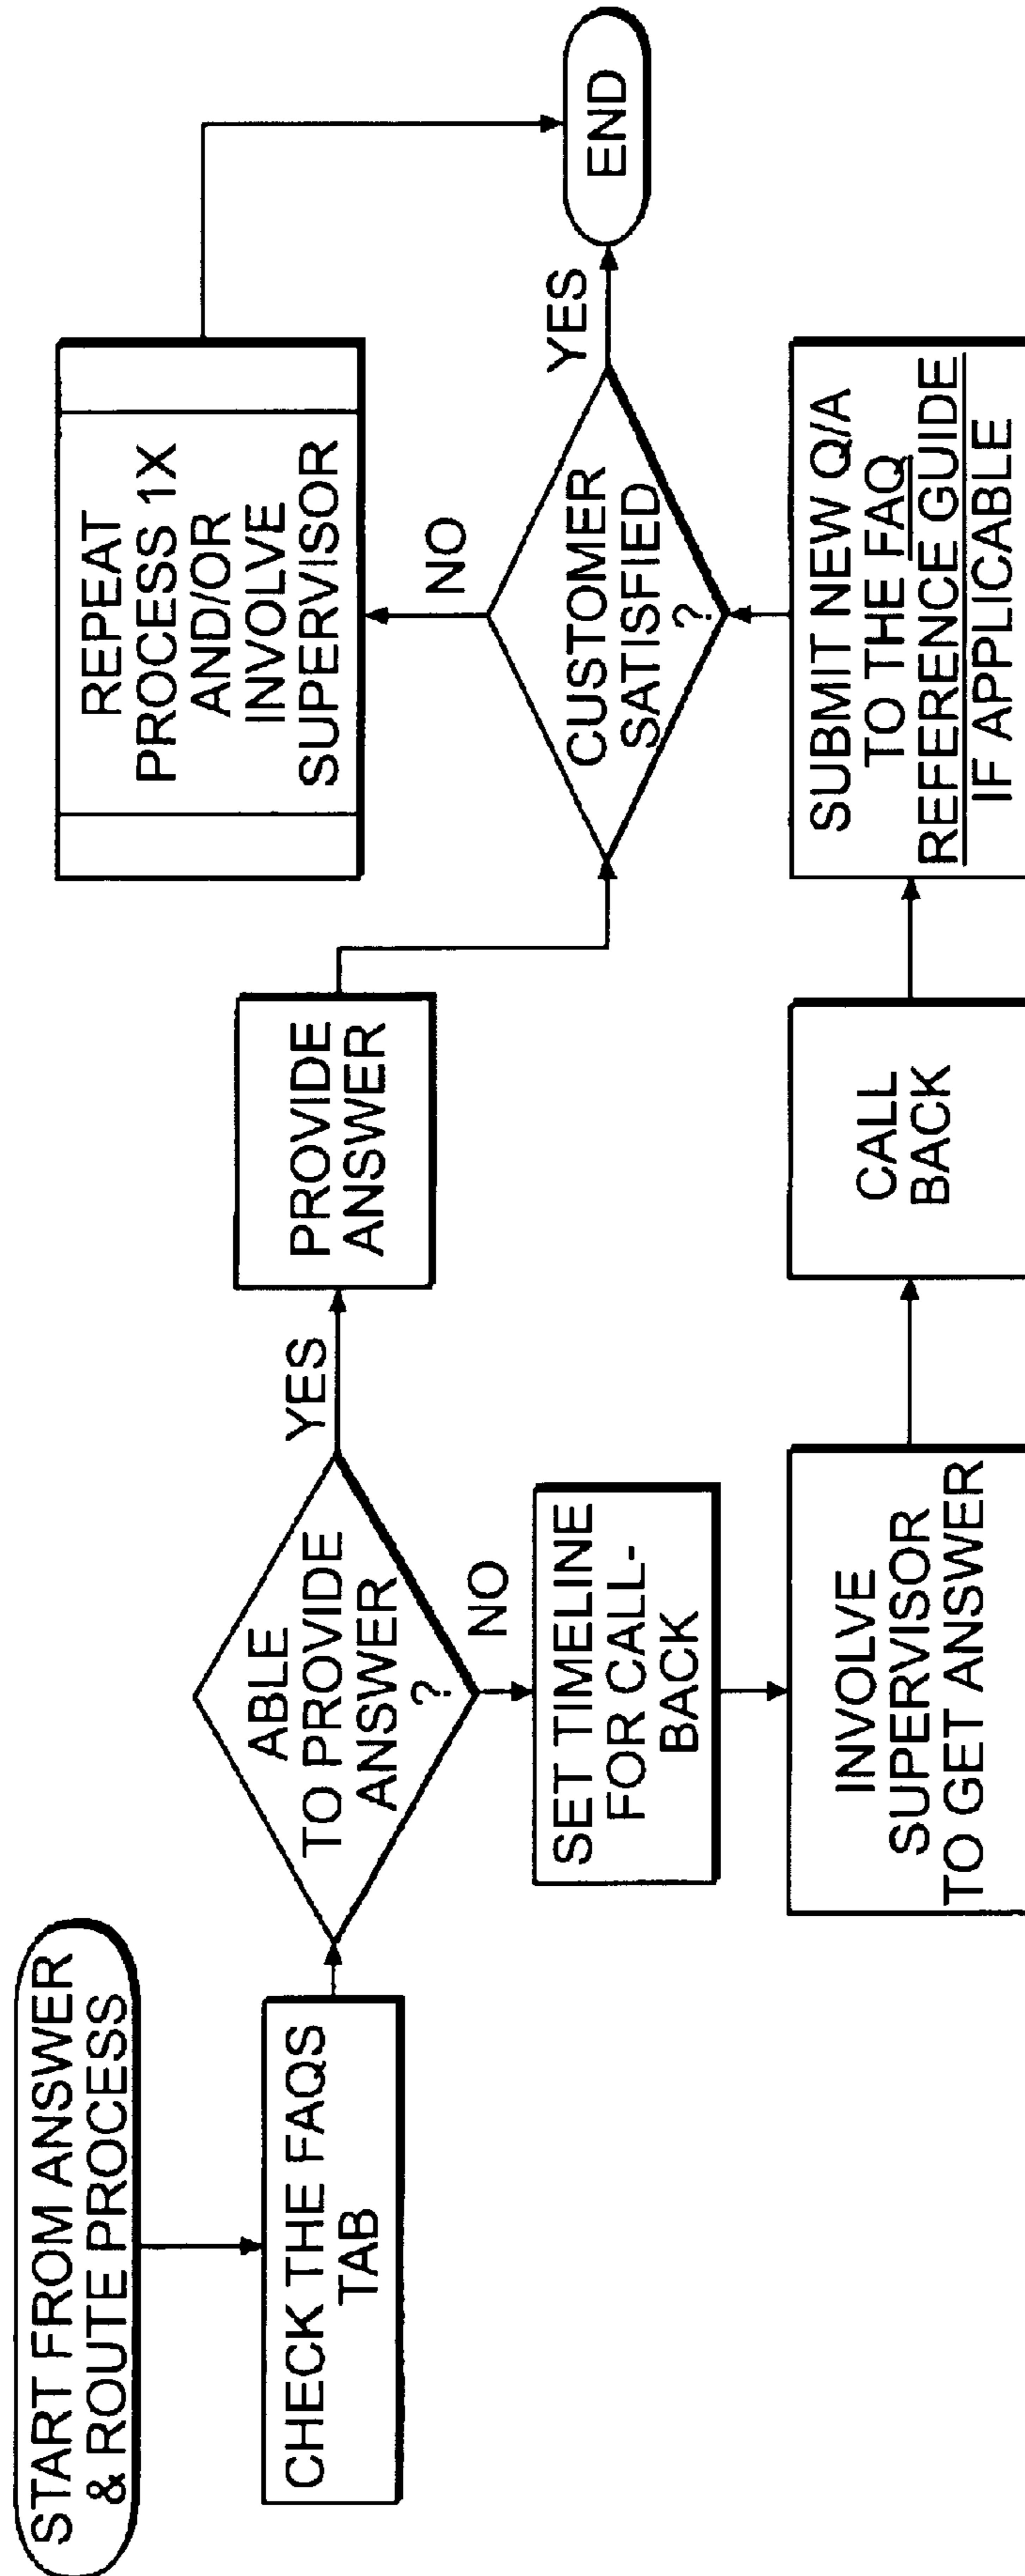 START FROM ANSWER
& ROUTE PROCESS
CHECK THE FAQS
TAB
ABLE
TO PROVIDE
ANSWER
?
YES
NO
PROVIDE
ANSWER
SET TIMELINE
FOR CALL-
BACK
INVOLVE
SUPERVISOR
TO GET ANSWER
CALL
BACK
SUBMIT NEW Q/A
TO THE FAQ
REFERENCE GUIDE
IF APPLICABLE
CUSTOMER
SATISFIED
?
NO
YES
REPEAT
PROCESS 1X
AND/OR
INVOLVE
SUPERVISOR
END